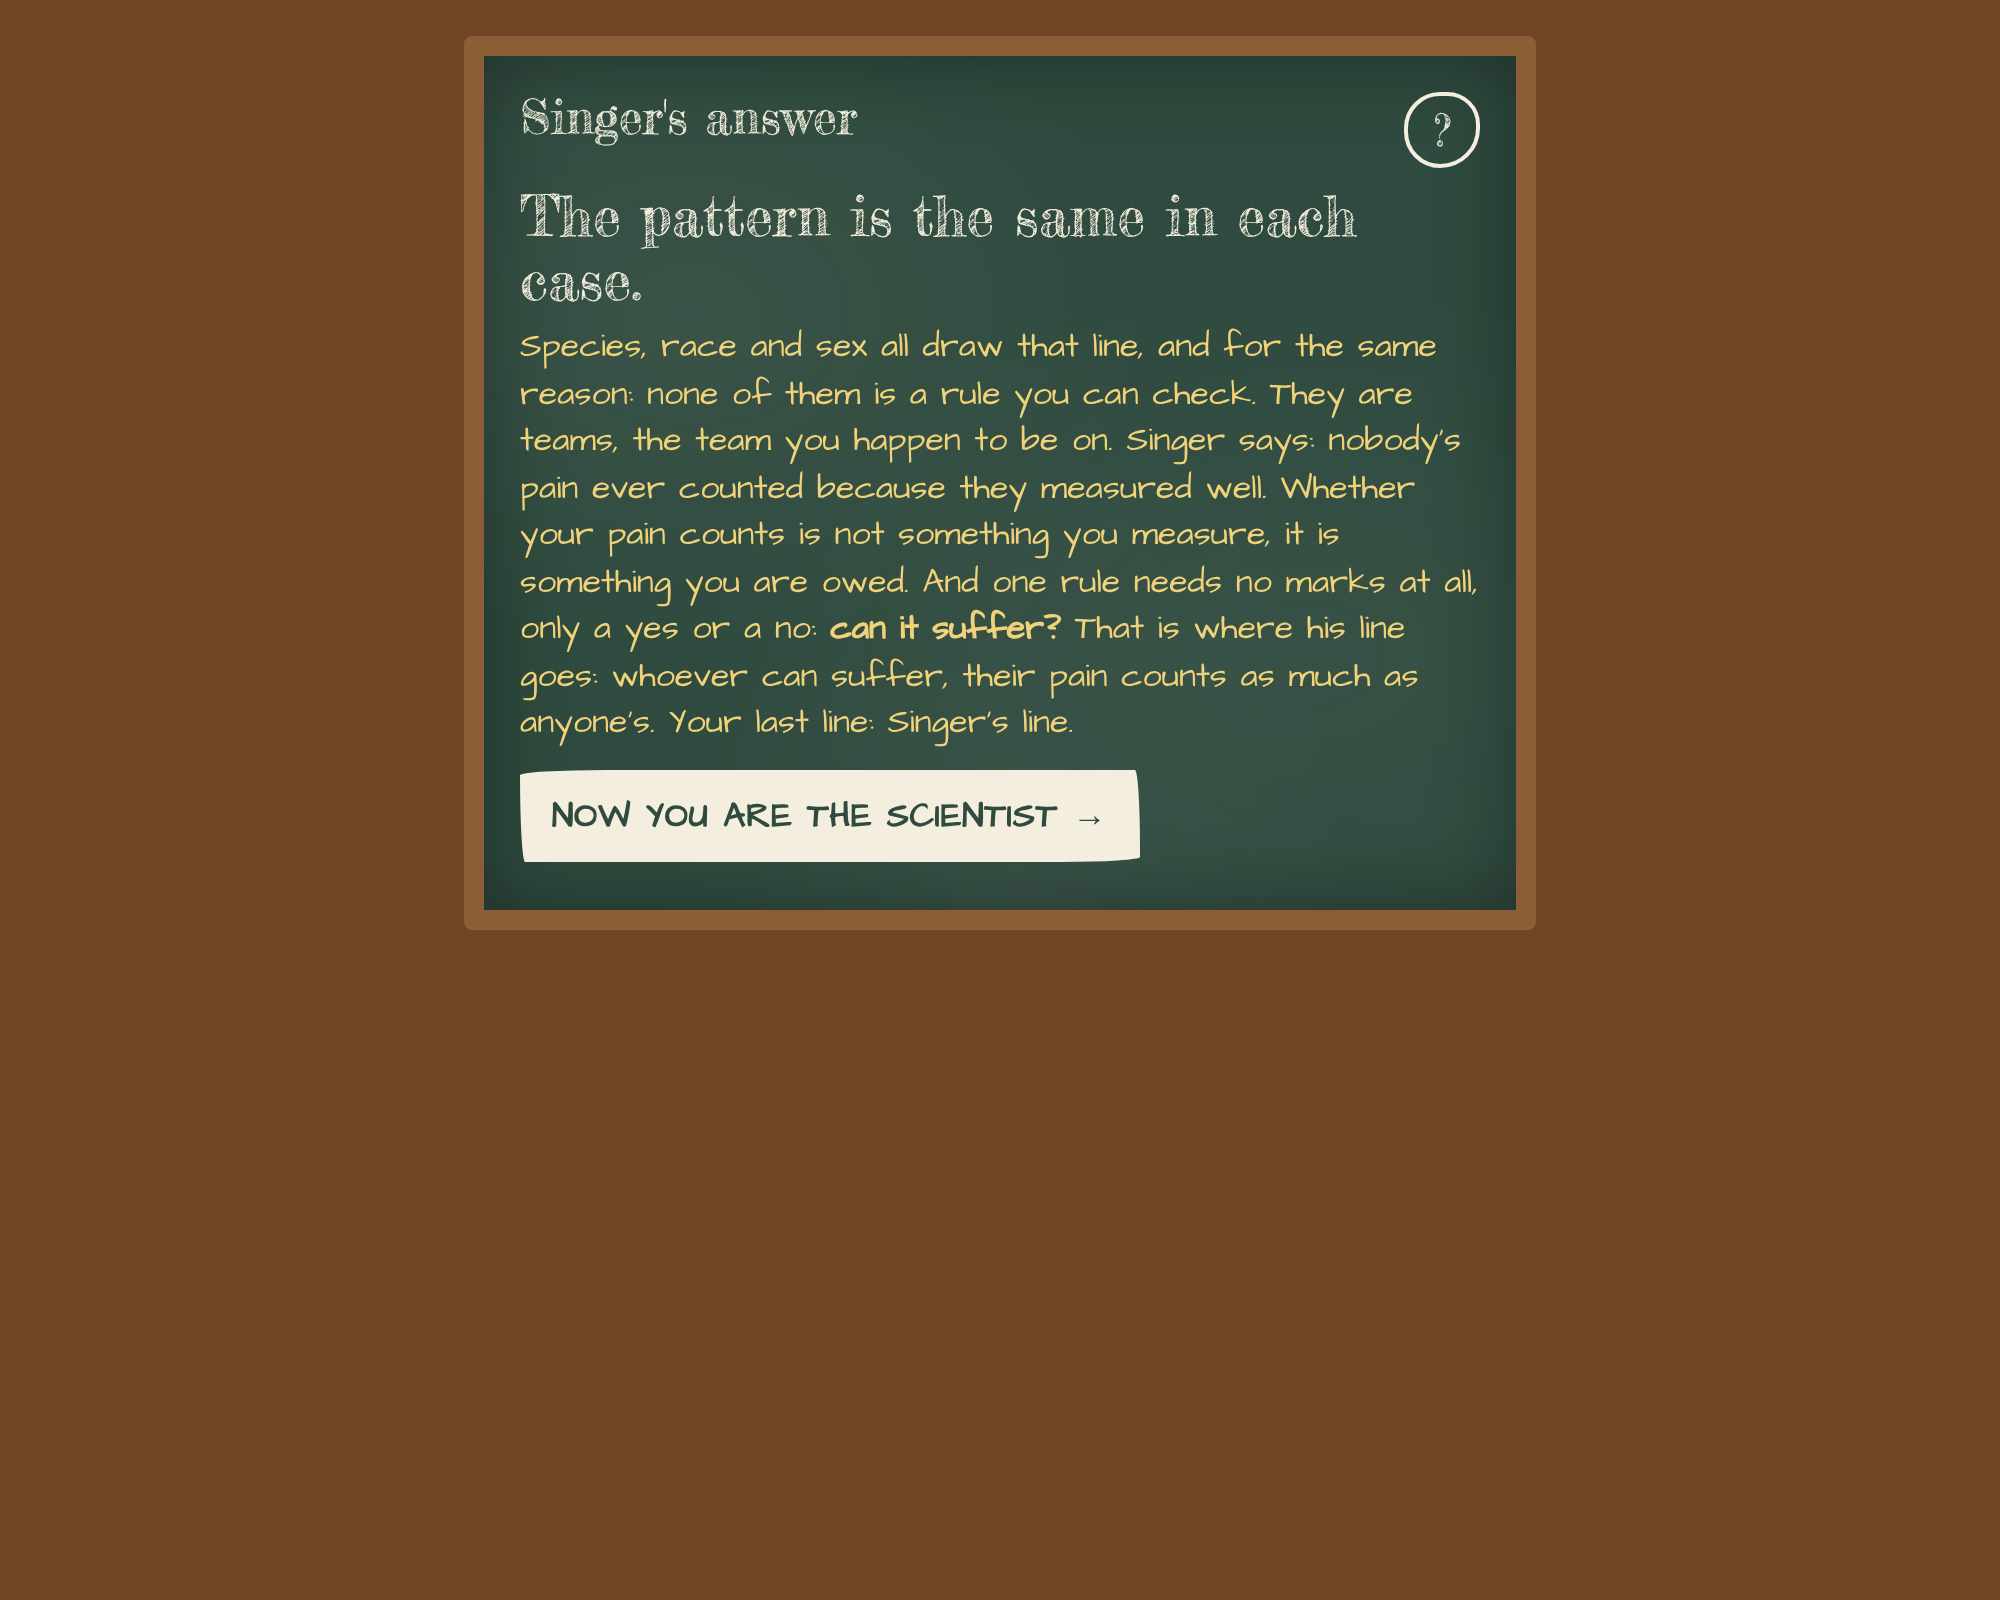 Singer's answer
?
The pattern is the same in each
case.
Species, race and sex all draw that line, and for the same
reason: none of them is a rule you can check. They are
teams, the team you happen to be on. Singer says: nobody's
pain ever counted because they measured well. Whether
your pain counts is not something you measure, it is
something you are owed. And one rule needs no marks at all,
only a yes or a no: can it suffer? That is where his line
goes: whoever can suffer, their pain counts as much as
anyone's. Your last line: Singer's line.
NOW YOU ARE THE SCIENTIST →